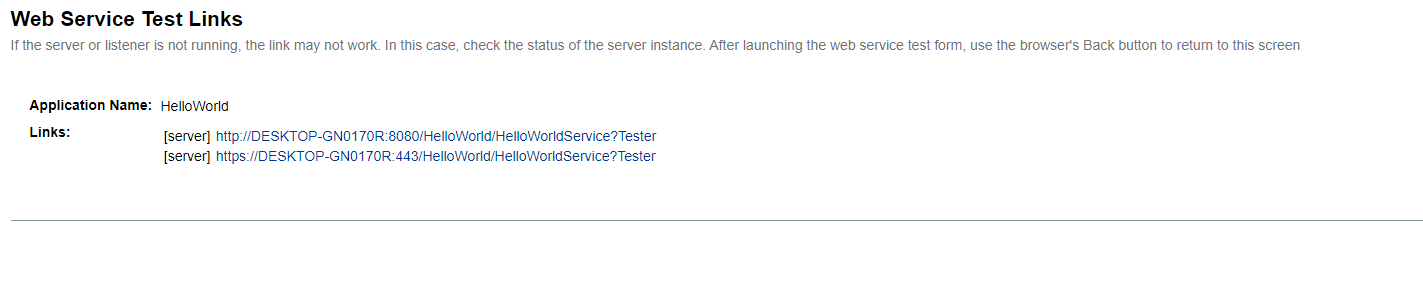 Web Service Test Links
If the server or listener is not running, the link may not work. In this case, check the status of the server instance. After launching the web service test form, use the browser's Back button to return to this screen
Application Name: HelloWorld
Links: [server] http://DESKTOP-GN0170R:8080/HelloWorld/HelloWorldService?Tester
[server] https://DESKTOP-GN0170R:443/HelloWorld/HelloWorldService?Tester